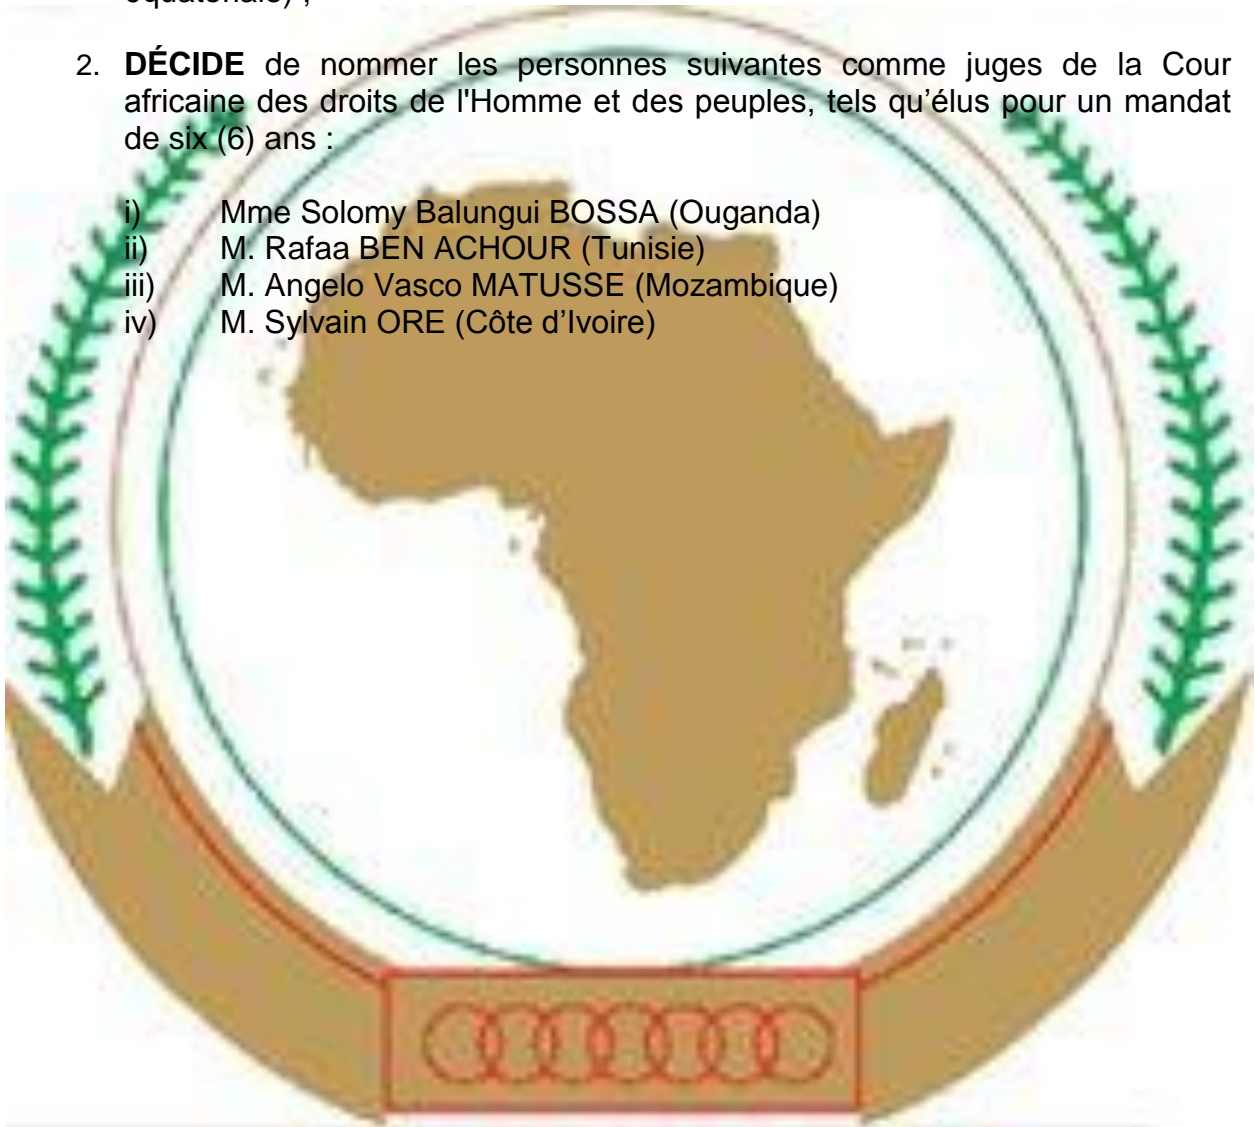 équatoriale) ;
2. DÉCIDE de nommer les personnes suivantes comme juges de la Cour
africaine des droits de l'Homme et des peuples, tels qu’élus pour un mandat
de six (6) ans :
i) Mme Solomy Balungui BOSSA (Ouganda)
ii) M. Rafaa BEN ACHOUR (Tunisie)
iii) M. Angelo Vasco MATUSSE (Mozambique)
iv) M. Sylvain ORE (Côte d’Ivoire)